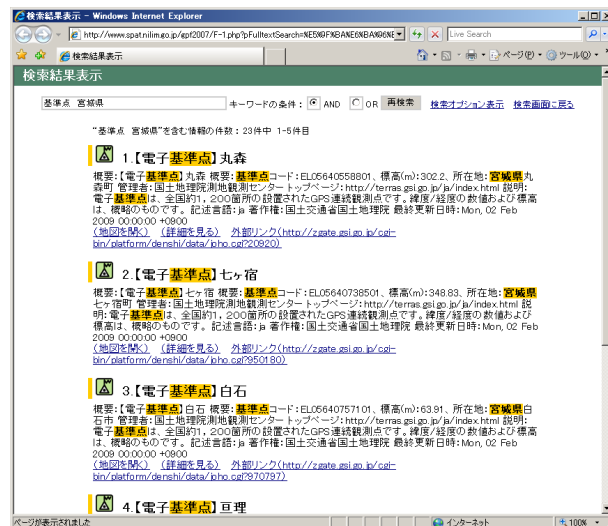 検索結果表示 - Windows Internet Explorer
http://www.spat.nilim.go.jp/gpf2007/F-1.php?pFulltextSearch=%E5%9F%BA%E6%BA%96%E
Live Search
検索結果表示
ページ(P) ツール(O)
検索結果表示
基準点 宮城県 キーワードの条件: AND OR 再検索 検索オプション表示 検索画面に戻る
"基準点 宮城県"を含む情報の件数:23件中 1-5件目
1.【電子基準点】丸森
概要:【電子基準点】丸森 概要:基準点コード:EL05640558801、標高(m):302.2、所在地:宮城県丸
森町 管理者:国土地理院測地観測センタートップページ:http://terras.gsi.go.jp/ja/index.html 説明:
電子基準点は、全国約1,200箇所の設置されたGPS連続観測点です。緯度/経度の数値および標高
は、概略のものです。 記述言語:ja 著作権:国土交通省国土地理院 最終更新日時:Mon, 02 Feb
2009 00:00:00 +0900
(地図を開く) (詳細を見る) 外部リンク(http://zgate.gsi.go.jp/cgi-
bin/platform/denshi/data/joho.cgi?20920)
2.【電子基準点】七ヶ宿
概要:【電子基準点】七ヶ宿 概要:基準点コード:EL05640738501、標高(m):348.83、所在地:宮城県
七ヶ宿町 管理者:国土地理院測地観測センタートップページ:http://terras.gsi.go.jp/ja/index.html 説
明:電子基準点は、全国約1,200箇所の設置されたGPS連続観測点です。緯度/経度の数値および
標高は、概略のものです。 記述言語:ja 著作権:国土交通省国土地理院 最終更新日時:Mon, 02 Feb
2009 00:00:00 +0900
(地図を開く) (詳細を見る) 外部リンク(http://zgate.gsi.go.jp/cgi-
bin/platform/denshi/data/joho.cgi?950180)
3.【電子基準点】白石
概要:【電子基準点】白石 概要:基準点コード:EL05640757101、標高(m):63.91、所在地:宮城県白
石市 管理者:国土地理院測地観測センタートップページ:http://terras.gsi.go.jp/ja/index.html 説明:
電子基準点は、全国約1,200箇所の設置されたGPS連続観測点です。緯度/経度の数値および標高
は、概略のものです。 記述言語:ja 著作権:国土交通省国土地理院 最終更新日時:Mon, 02 Feb
2009 00:00:00 +0900
(地図を開く) (詳細を見る) 外部リンク(http://zgate.gsi.go.jp/cgi-
bin/platform/denshi/data/joho.cgi?970797)
4.【電子基準点】亘理
ページが表示されました インターネット 100%